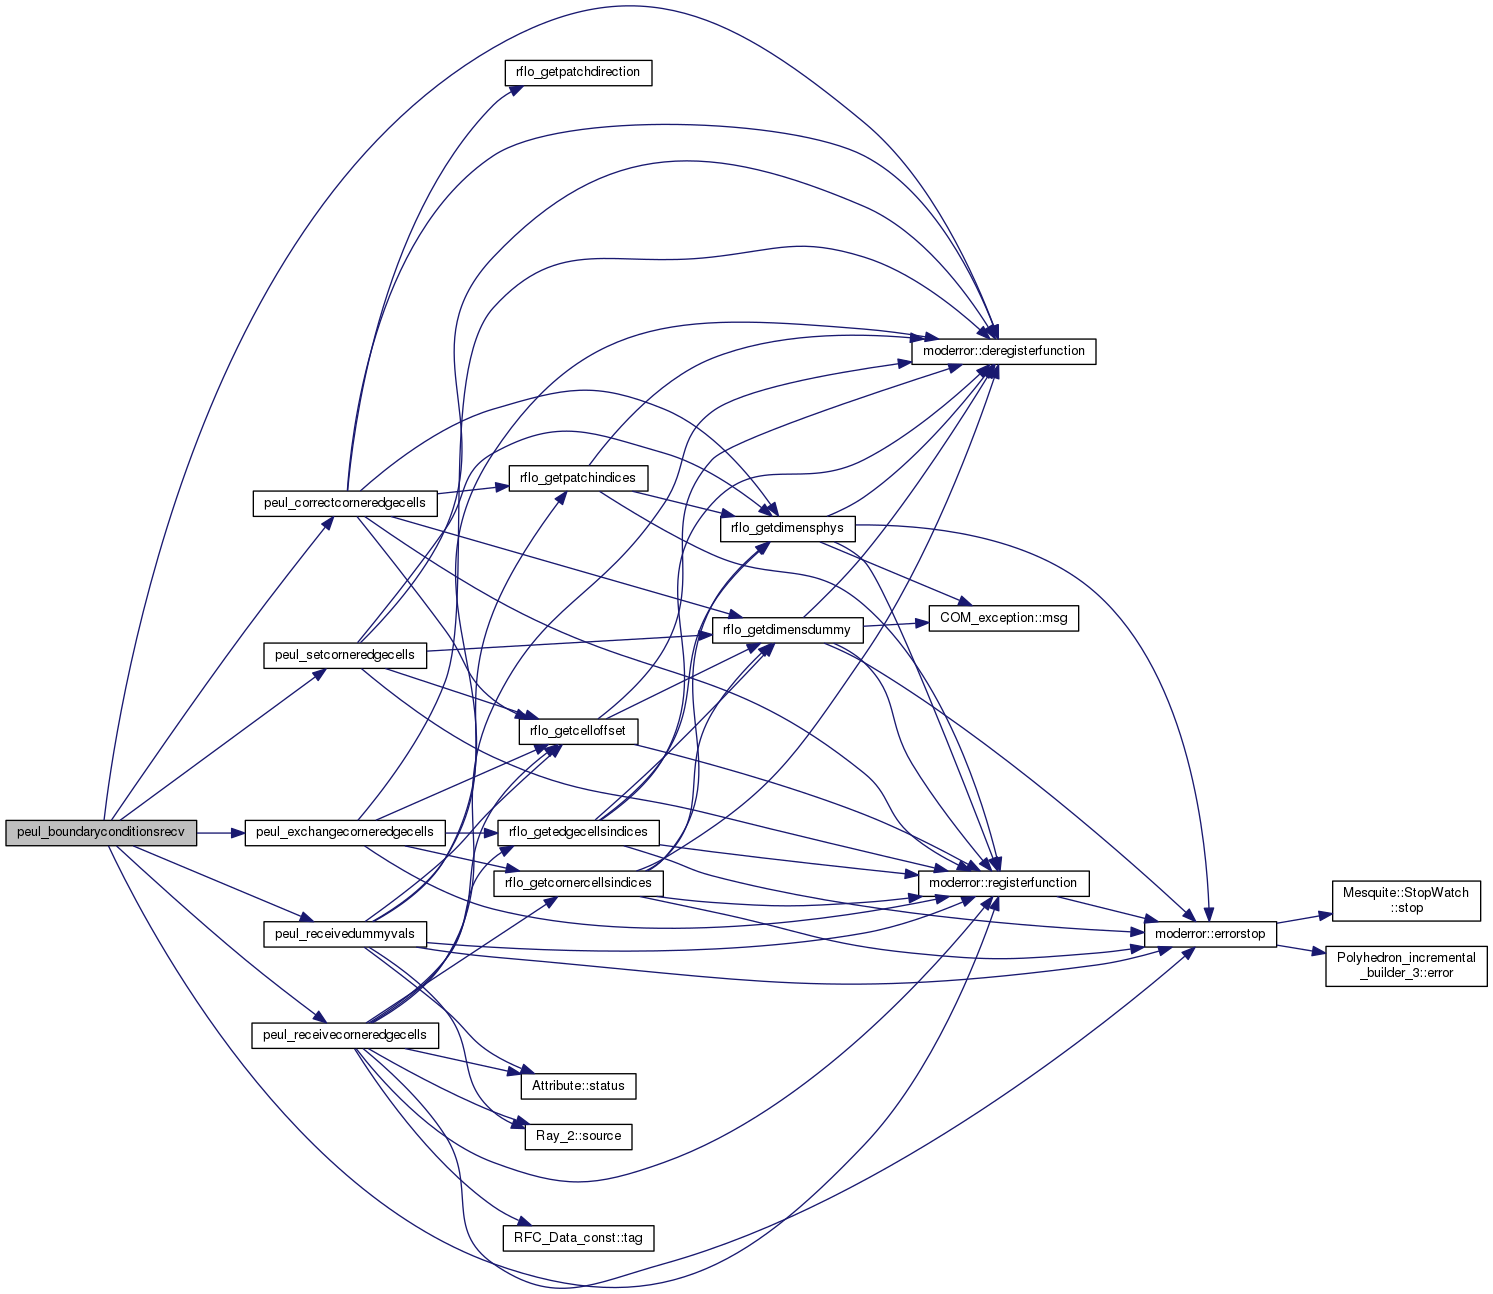 rflo_getpatchdirection
moderror::deregisterfunction
rflo_getpatchindices
peul_correctcorneredgecells
rflo_getdimensphys
COM_exception::msg
rflo_getdimensdummy
peul_setcorneredgecells
rflo_getcelloffset
peul_boundaryconditionsrecv
peul_exchangecorneredgecells
rflo_getedgecellsindices
rflo_getcornercellsindices
moderror::registerfunction
Mesquite::StopWatch
::stop
peul_receivedummyvals
moderror::errorstop
Polyhedron_incremental
_builder_3::error
peul_receivecorneredgecells
Attribute::status
Ray_2::source
RFC_Data_const::tag